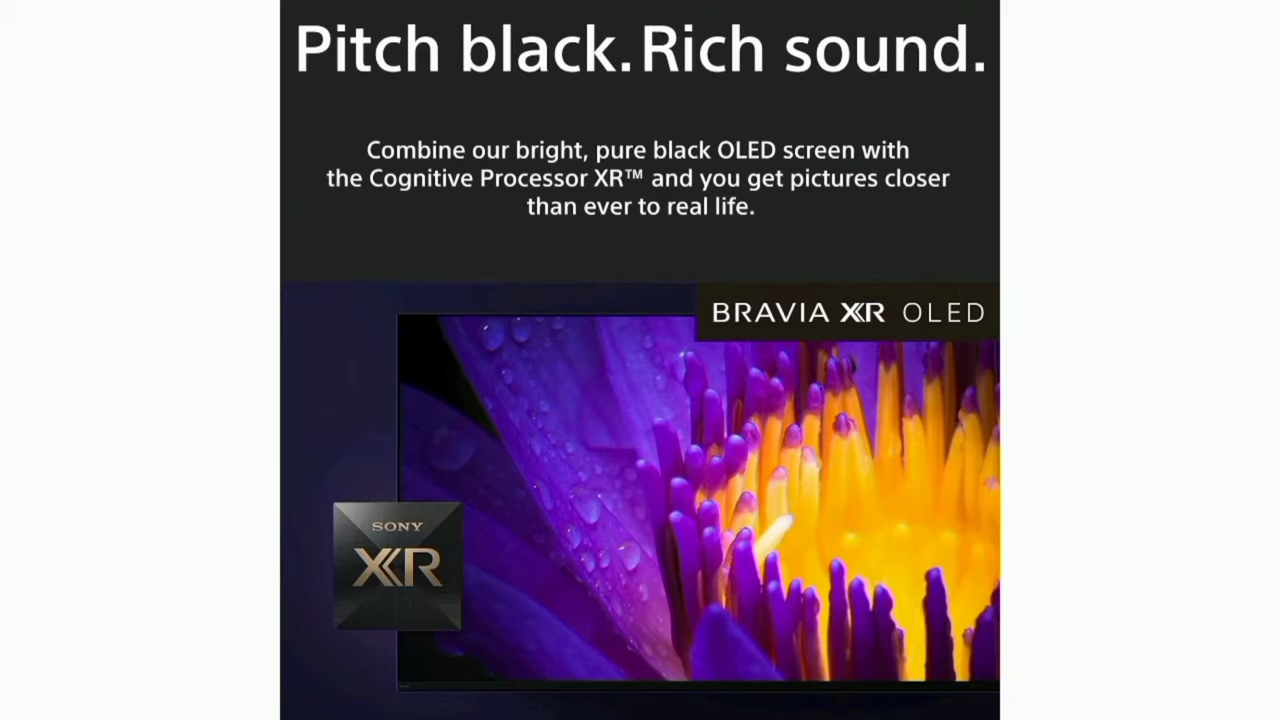 Pitch black. Rich sound.
Combine our bright, pure black OLED screen with
the Cognitive Processor XR™ and you get pictures closer
than ever to real life.
BRAVIA XR OLED
SONY
XR